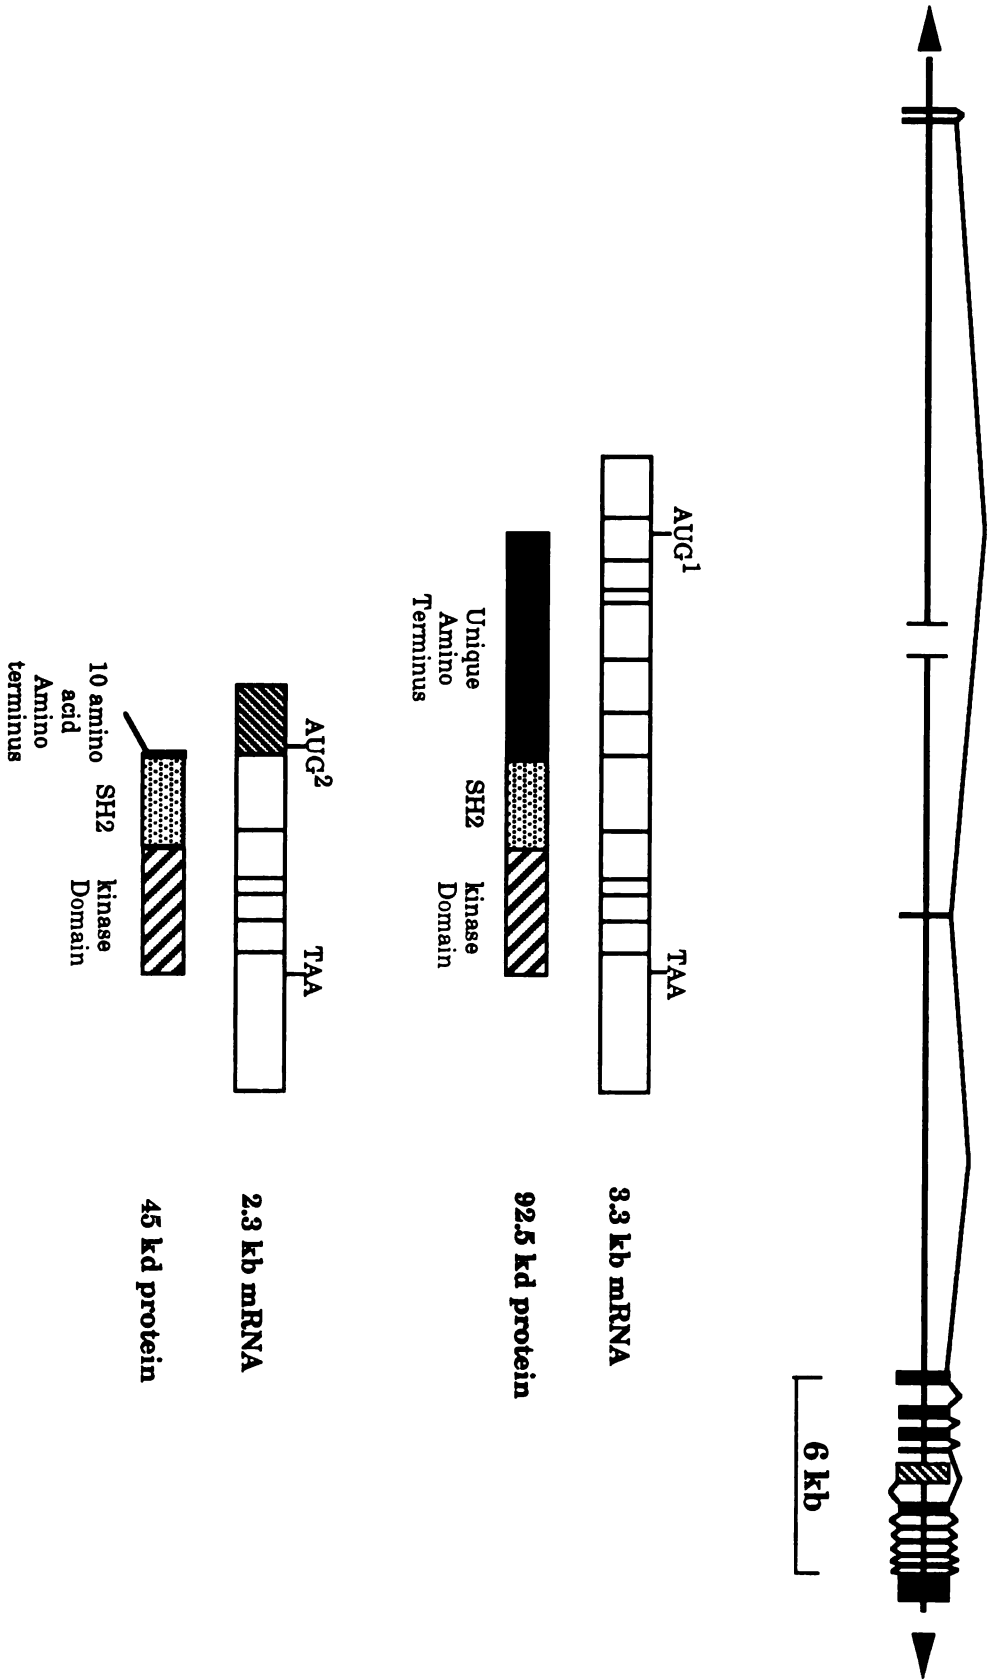 6 kb
AUG1
TAA
3.3 kb mRNA
Unique
Amino
Terminus
SH2
kinase
Domain
92.5 kd protein
AUG2
TAA
2.3 kb mRNA
10 amino
acid
Amino
terminus
SH2
kinase
Domain
45 kd protein